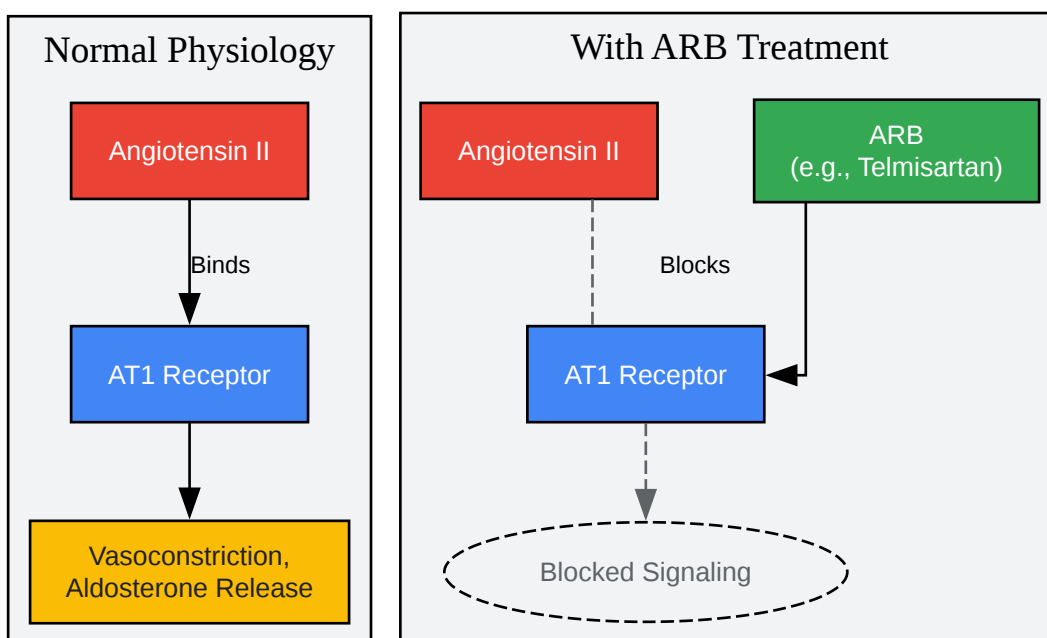 Normal Physiology
Angiotensin II
Binds
AT1 Receptor
Vasoconstriction,
Aldosterone Release
With ARB Treatment
Angiotensin II
ARB
(e.g., Telmisartan)
Blocks
AT1 Receptor
Blocked Signaling